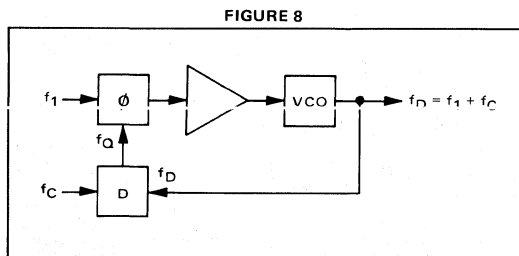 FIGURE 8
f1
Φ
VCO
fD = f1 + fC
fQ
fD
fC
D